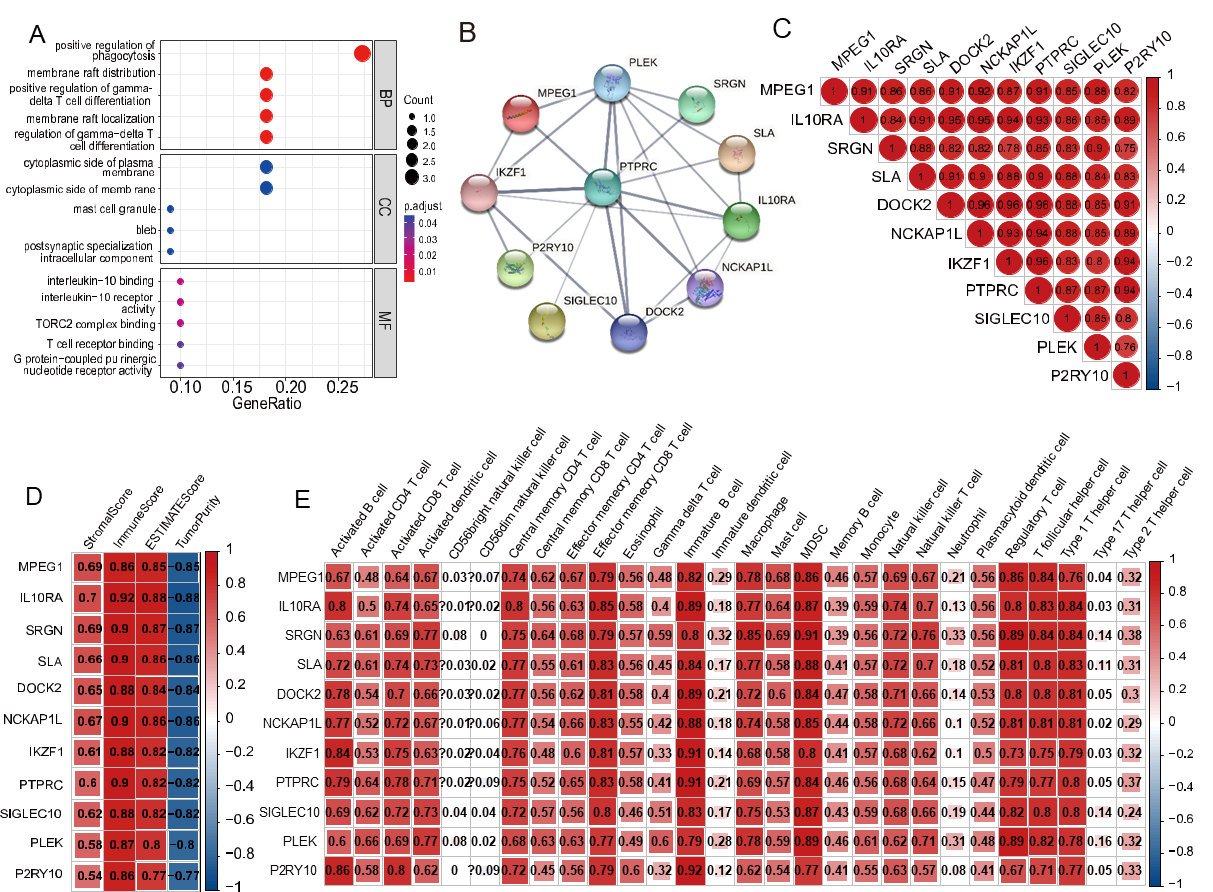 A
positive regulation of
phagocytosis
membrane raft distribution
positive regulation of gamma-
delta T cell differentiation
membrane raft localization
regulation of gamma-delta T
cell differentiation
BP
cytoplasmic side of plasma
membrane
cytoplasmic side of memb rane
mast cell granule
bleb
postsynaptic specialization
intracellular component
CC
interleukin-10 binding
interleukin-10 receptor
activity
TORC2 complex binding
T cell receptor binding
G protein-coupled pu rinergic
nucleotide receptor activity
MF
0.10 0.15 0.20 0.25
GeneRatio
Count
1.0
1.5
2.0
2.5
3.0
p.adjust
0.04
0.03
0.02
0.01
B
PLEK
SRGN
MPEG1
SLA
PTPRC
IKZF1
IL10RA
P2RY10
NCKAP1L
SIGLEC10
DOCK2
C
MPEG1 IL10RA SRGN SLA DOCK2 NCKAP1L IKZF1 PTPRC SIGLEC10 PLEK P2RY10
MPEG1 1 0.91 0.86 0.86 0.91 0.92 0.87 0.91 0.85 0.88 0.82
IL10RA 1 0.84 0.91 0.95 0.95 0.94 0.93 0.86 0.85 0.89
SRGN 1 0.88 0.82 0.82 0.78 0.85 0.83 0.9 0.75
SLA 1 0.91 0.9 0.88 0.9 0.88 0.84 0.83
DOCK2 1 0.96 0.96 0.96 0.88 0.85 0.91
NCKAP1L 1 0.93 0.94 0.88 0.85 0.89
IKZF1 1 0.95 0.83 0.8 0.94
PTPRC 1 0.87 0.87 0.94
SIGLEC10 1 0.85 0.8
PLEK 1 0.76
P2RY10 1
1
0.8
0.6
0.4
0.2
0
−0.2
−0.4
−0.6
−0.8
−1
D
StromalScore ImmuneScore ESTIMATEScore TumorPurity
MPEG1 0.69 0.86 0.85 −0.85
IL10RA 0.7 0.92 0.88 −0.88
SRGN 0.69 0.9 0.87 −0.87
SLA 0.66 0.9 0.86 −0.86
DOCK2 0.65 0.88 0.84 −0.84
NCKAP1L 0.67 0.9 0.86 −0.86
IKZF1 0.61 0.88 0.82 −0.82
PTPRC 0.6 0.9 0.82 −0.82
SIGLEC10 0.62 0.88 0.82 −0.82
PLEK 0.58 0.87 0.8 −0.8
P2RY10 0.54 0.86 0.77 −0.77
1
0.8
0.6
0.4
0.2
0
−0.2
−0.4
−0.6
−0.8
−1
E
Activated B cell
Activated CD4 T cell
Activated CD8 T cell
Activated dendritic cell
CD56bright natural killer cell
CD56dim natural killer cell
Central memory CD4 T cell
Central memory CD8 T cell
Effector memory CD4 T cell
Effector memory CD8 T cell
Eosinophil
Gamma delta T cell
Immature B cell
Immature dendritic cell
Macrophage
Mast cell
MDSC
Memory B cell
Monocyte
Natural killer cell
Natural killer T cell
Neutrophil
Plasmacytoid dendritic cell
Regulatory T cell
T follicular helper cell
Type 1 T helper cell
Type 17 T helper cell
Type 2 T helper cell
MPEG1 0.67 0.48 0.64 0.67 0.03?0.07 0.74 0.62 0.67 0.79 0.56 0.48 0.82 0.29 0.78 0.68 0.86 0.46 0.57 0.69 0.67 0.21 0.56 0.86 0.84 0.76 0.04 0.32
IL10RA 0.8 0.5 0.74 0.65?0.01?0.02 0.8 0.56 0.63 0.85 0.58 0.4 0.89 0.18 0.77 0.64 0.87 0.39 0.59 0.74 0.7 0.13 0.56 0.8 0.83 0.84 0.03 0.31
SRGN 0.63 0.61 0.69 0.77 0.08 0 0.75 0.64 0.68 0.79 0.57 0.59 0.8 0.32 0.85 0.69 0.91 0.39 0.56 0.72 0.76 0.33 0.56 0.89 0.84 0.84 0.14 0.38
SLA 0.72 0.61 0.74 0.73?0.03 0.02 0.77 0.55 0.61 0.83 0.56 0.45 0.84 0.17 0.77 0.58 0.88 0.41 0.57 0.72 0.7 0.18 0.52 0.81 0.8 0.83 0.11 0.31
DOCK2 0.78 0.54 0.7 0.66?0.03?0.02 0.77 0.56 0.62 0.81 0.58 0.4 0.89 0.21 0.72 0.6 0.84 0.47 0.58 0.71 0.66 0.14 0.53 0.8 0.8 0.81 0.05 0.3
NCKAP1L 0.77 0.52 0.72 0.67?0.01?0.06 0.77 0.54 0.66 0.83 0.55 0.42 0.88 0.18 0.74 0.58 0.85 0.44 0.58 0.72 0.66 0.1 0.52 0.81 0.81 0.81 0.02 0.29
IKZF1 0.84 0.53 0.75 0.63?0.02?0.04 0.76 0.48 0.6 0.81 0.57 0.33 0.91 0.14 0.68 0.58 0.8 0.41 0.57 0.68 0.62 0.1 0.5 0.73 0.75 0.79 0.03 0.32
PTPRC 0.79 0.64 0.78 0.71?0.02?0.09 0.75 0.52 0.65 0.83 0.58 0.41 0.91 0.21 0.69 0.57 0.84 0.46 0.56 0.68 0.64 0.15 0.47 0.79 0.77 0.8 0.05 0.37
SIGLEC10 0.69 0.62 0.72 0.73 0.04 0.04 0.72 0.57 0.56 0.8 0.46 0.51 0.83 0.17 0.75 0.53 0.87 0.43 0.59 0.68 0.66 0.19 0.44 0.82 0.8 0.8 0.14 0.24
PLEK 0.6 0.66 0.69 0.77 0.08 0.02 0.68 0.63 0.63 0.77 0.49 0.6 0.79 0.28 0.78 0.59 0.89 0.46 0.61 0.62 0.71 0.31 0.48 0.89 0.82 0.78 0.16 0.32
P2RY10 0.86 0.58 0.8 0.62 0 ?0.04 0.72 0.45 0.56 0.79 0.6 0.32 0.92 0.12 0.62 0.54 0.77 0.4 0.55 0.63 0.57 0.08 0.41 0.67 0.71 0.77 0.05 0.33
1
0.8
0.6
0.4
0.2
0
−0.2
−0.4
−0.6
−0.8
−1